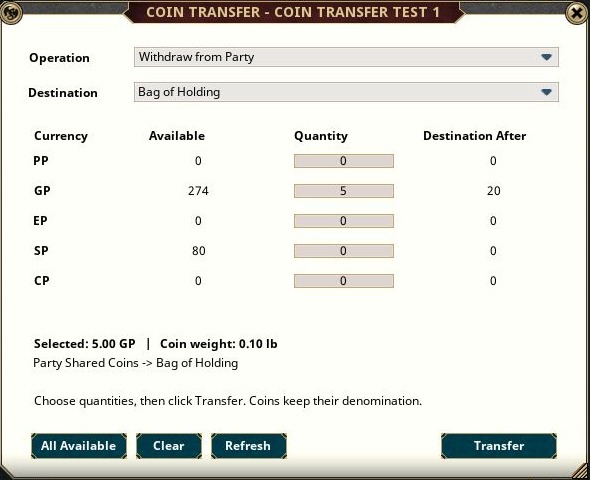 COIN TRANSFER - COIN TRANSFER TEST 1
Operation Withdraw from Party
Destination Bag of Holding
Currency Available Quantity Destination After
PP 0 0 0
GP 274 5 20
EP 0 0 0
SP 80 0 0
CP 0 0 0
Selected: 5.00 GP | Coin weight: 0.10 lb
Party Shared Coins -> Bag of Holding
Choose quantities, then click Transfer. Coins keep their denomination.
All Available Clear Refresh Transfer